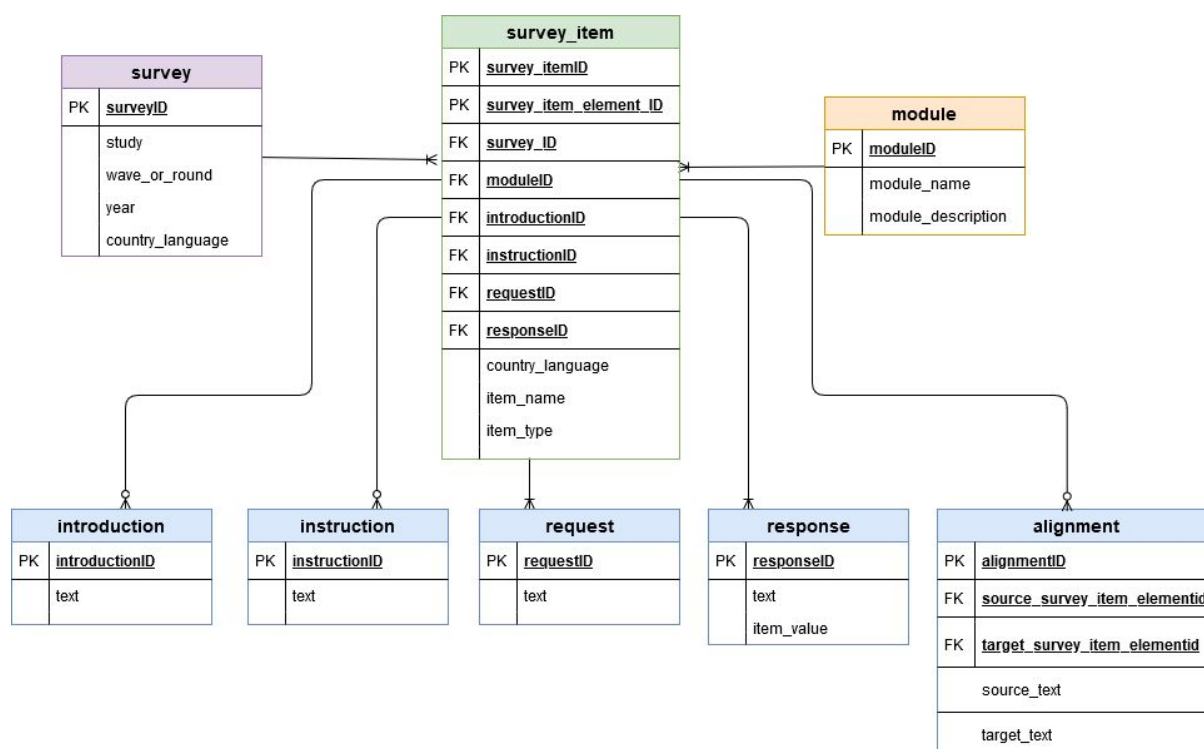 survey_item
PK survey_itemID
PK survey_item_element_ID
FK survey_ID
FK moduleID
FK introductionID
FK instructionID
FK requestID
FK responseID
country_language
item_name
item_type
survey
PK surveyID
study
wave_or_round
year
country_language
module
PK moduleID
module_name
module_description
introduction
PK introductionID
text
instruction
PK instructionID
text
request
PK requestID
text
response
PK responseID
text
item_value
alignment
PK alignmentID
FK source_survey_item_elementid
FK target_survey_item_elementid
source_text
target_text